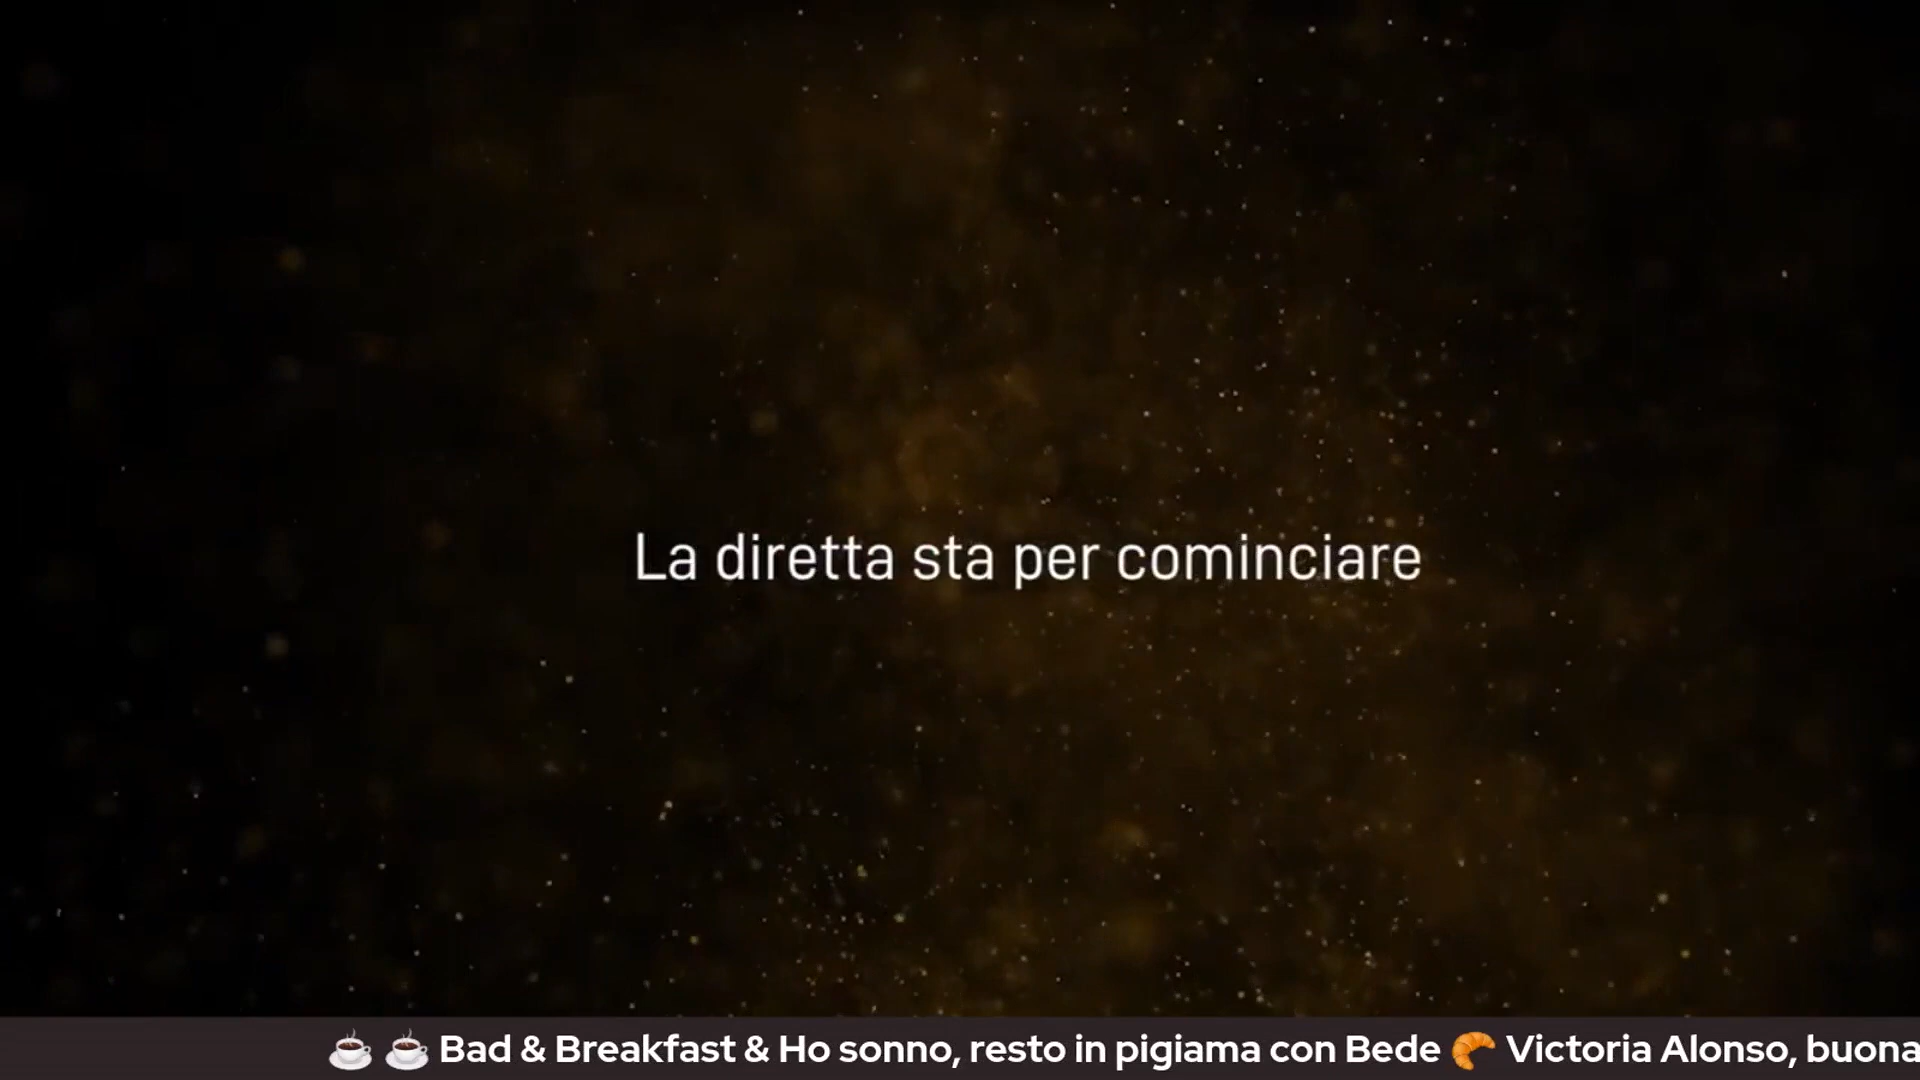 La diretta sta per cominciare
☕ ☕ Bad & Breakfast & Ho sonno, resto in pigiama con Bede 🥐 Victoria Alonso, buona